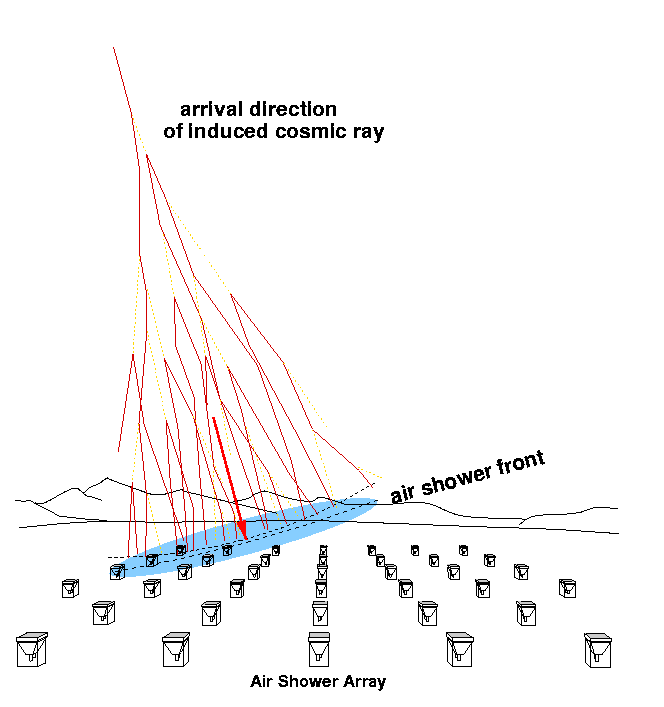 arrival direction
of induced cosmic ray
air shower front
Air Shower Array